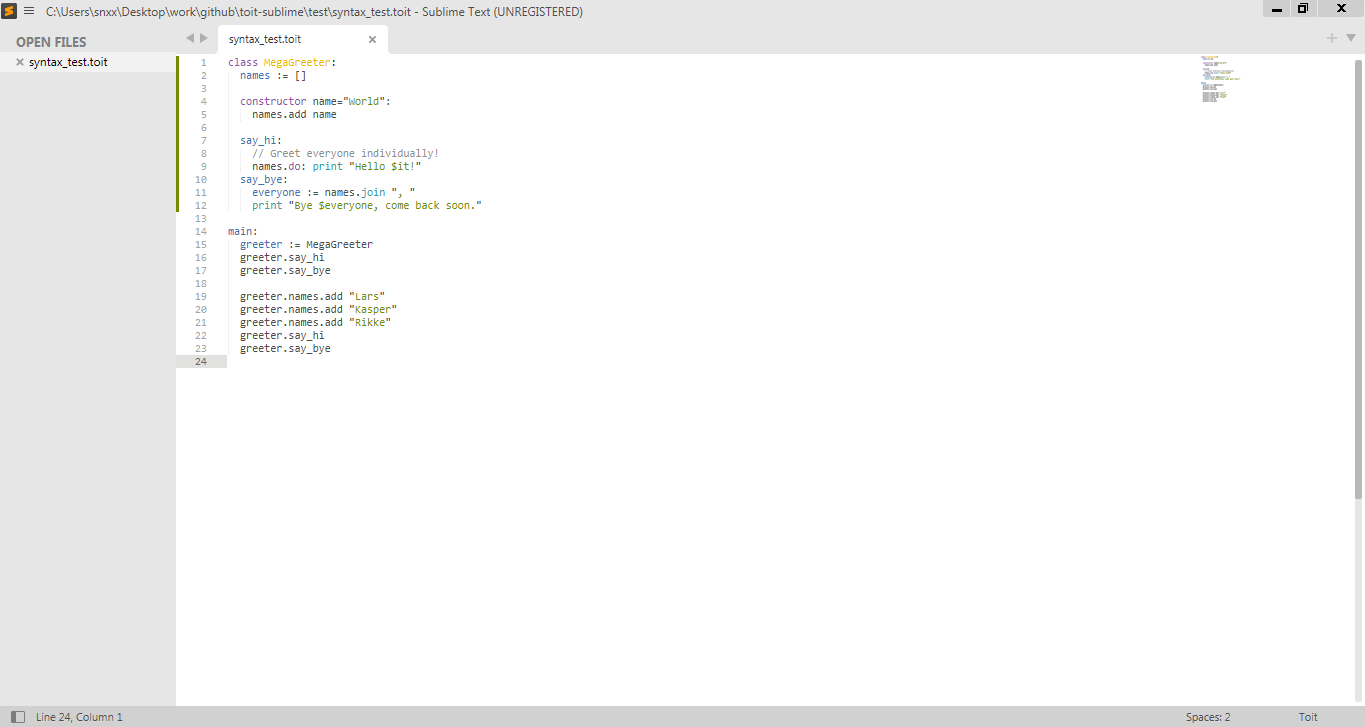 C:\Users\snxx\Desktop\work\github\toit-sublime\test\syntax_test.toit - Sublime Text (UNREGISTERED)
OPEN FILES
syntax_test.toit
syntax_test.toit
1 class MegaGreeter:
2   names := []
3
4   constructor name="World":
5     names.add name
6
7   say_hi:
8     // Greet everyone individually!
9     names.do: print "Hello $it!"
10   say_bye:
11     everyone := names.join ", "
12     print "Bye $everyone, come back soon."
13
14 main:
15   greeter := MegaGreeter
16   greeter.say_hi
17   greeter.say_bye
18
19   greeter.names.add "Lars"
20   greeter.names.add "Kasper"
21   greeter.names.add "Rikke"
22   greeter.say_hi
23   greeter.say_bye
24
Line 24, Column 1
Spaces: 2
Toit